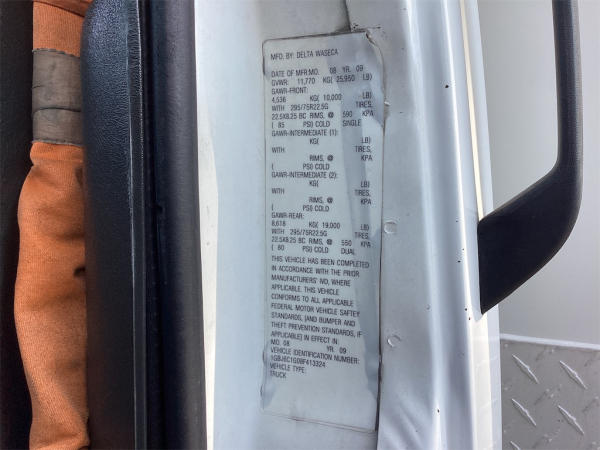 MFD. BY: DELTA WASECA
DATE OF MFR.MO. 08 YR. 09
GVWR: 11,770 KG( 25,950 LB)
GAWR-FRONT:
4,536 KG( 10,000 LB)
WITH 295/75R22.5G TIRES,
22.5X8.25 BC RIMS, @ 590 KPA
( 85 PSI) COLD SINGLE
GAWR-INTERMEDIATE (1):
KG( LB)
WITH TIRES,
RIMS, @ KPA
( PSI) COLD
GAWR-INTERMEDIATE (2):
KG( LB)
WITH TIRES,
RIMS, @ KPA
( PSI) COLD
GAWR-REAR:
8,618 KG( 19,000 LB)
WITH 295/75R22.5G TIRES,
22.5X8.25 BC RIMS, @ 550 KPA
( 80 PSI) COLD DUAL
THIS VEHICLE HAS BEEN COMPLETED
IN ACCORDANCE WITH THE PRIOR
MANUFACTURERS' IVD, WHERE
APPLICABLE. THIS VEHICLE
CONFORMS TO ALL APPLICABLE
FEDERAL MOTOR VEHICLE SAFTEY
STANDARDS, [AND BUMPER AND
THEFT PREVENTION STANDARDS, IF
APPLICABLE] IN EFFECT IN:
MO. 08 YR. 09
VEHICLE IDENTIFICATION NUMBER:
1GBJ6C1G08F413324
VEHICLE TYPE:
TRUCK